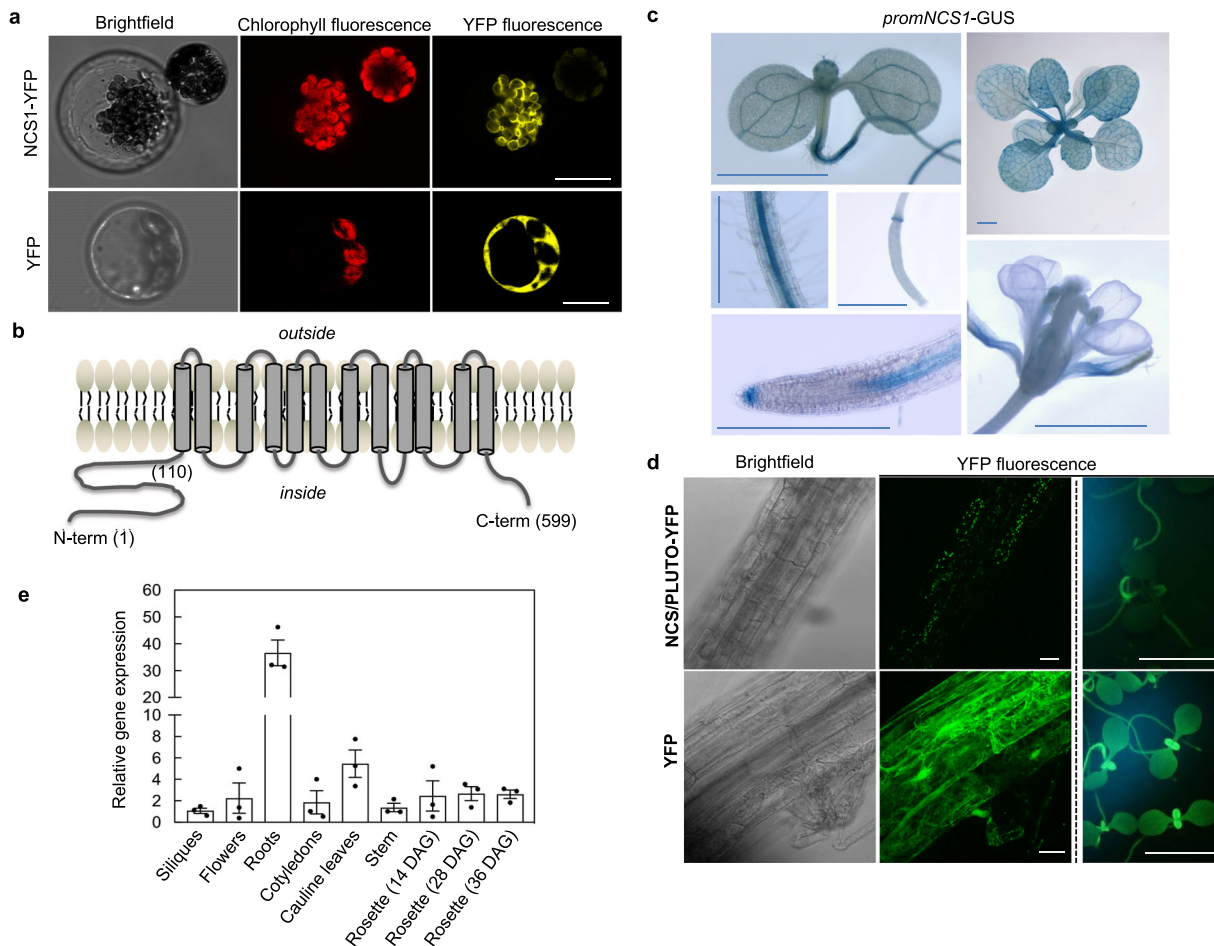 a
Brightfield
Chlorophyll fluorescence
YFP fluorescence
NCS1-YFP
YFP
b
outside
(110)
inside
N-term (1)
C-term (599)
c
promNCS1-GUS
d
Brightfield
YFP fluorescence
NCS/PLUTO-YFP
YFP
e
Relative gene expression
60
50
40
30
20
10
8
6
4
2
0
Siliques
Flowers
Roots
Cotyledons
Cauline leaves
Stem
Rosette (14 DAG)
Rosette (28 DAG)
Rosette (36 DAG)